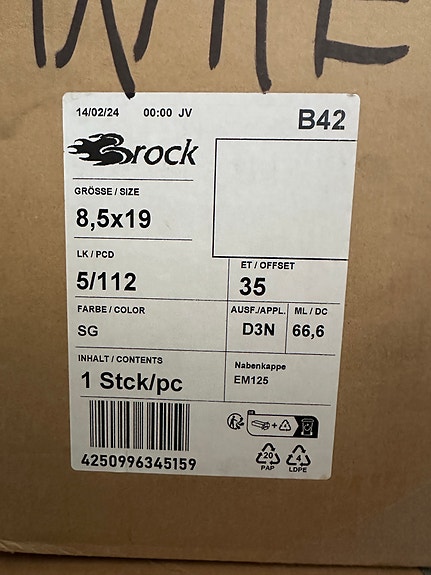 14/02/24 00:00 JV B42
Brock
GRÖSSE / SIZE
8,5x19
LK / PCD
5/112
ET / OFFSET
35
FARBE / COLOR
SG
AUSF./APPL.
D3N
ML / DC
66,6
INHALT / CONTENTS
1 Stck/pc
Nabenkappe
EM125
4250996345159
20
PAP
4
LDPE